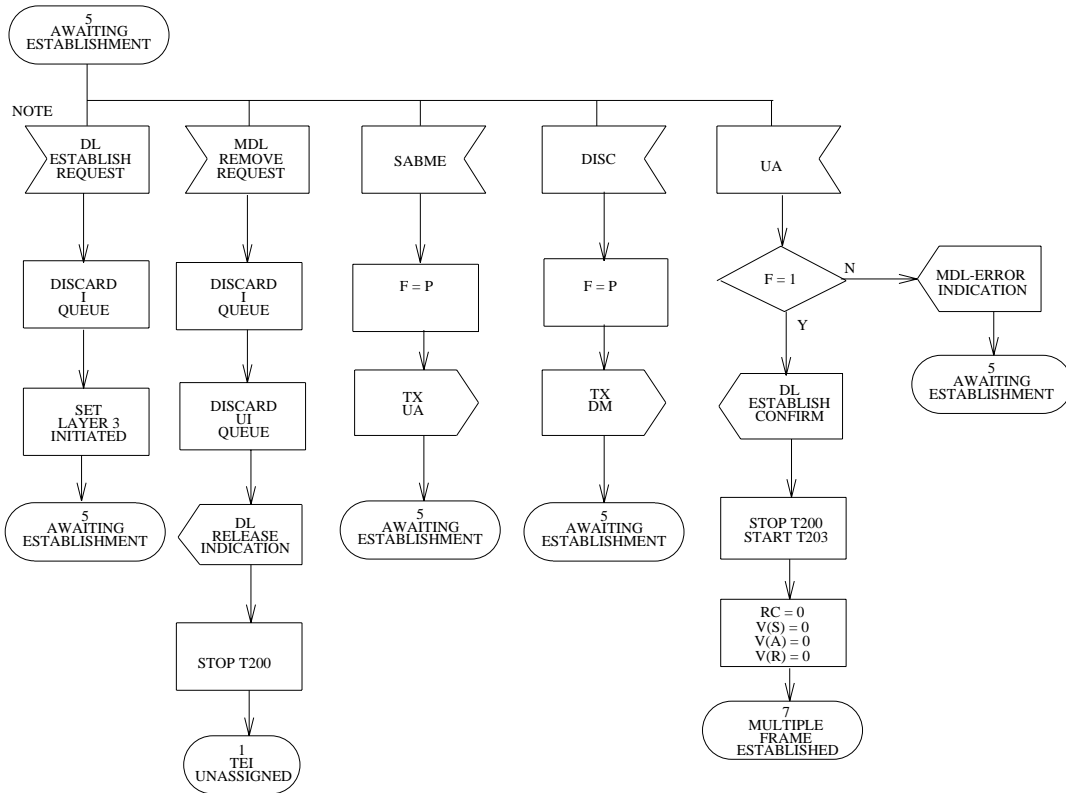 5
AWAITING
ESTABLISHMENT
NOTE
DL
ESTABLISH
REQUEST
MDL
REMOVE
REQUEST
SABME
DISC
UA
DISCARD
I
QUEUE
DISCARD
I
QUEUE
F = P
F = P
F = 1
N
Y
MDL-ERROR
INDICATION
SET
LAYER 3
INITIATED
DISCARD
UI
QUEUE
TX
UA
TX
DM
DL
ESTABLISH
CONFIRM
5
AWAITING
ESTABLISHMENT
5
AWAITING
ESTABLISHMENT
DL
RELEASE
INDICATION
5
AWAITING
ESTABLISHMENT
5
AWAITING
ESTABLISHMENT
STOP T200
START T203
STOP T200
RC = 0
V(S) = 0
V(A) = 0
V(R) = 0
1
TEI
UNASSIGNED
7
MULTIPLE
FRAME
ESTABLISHED